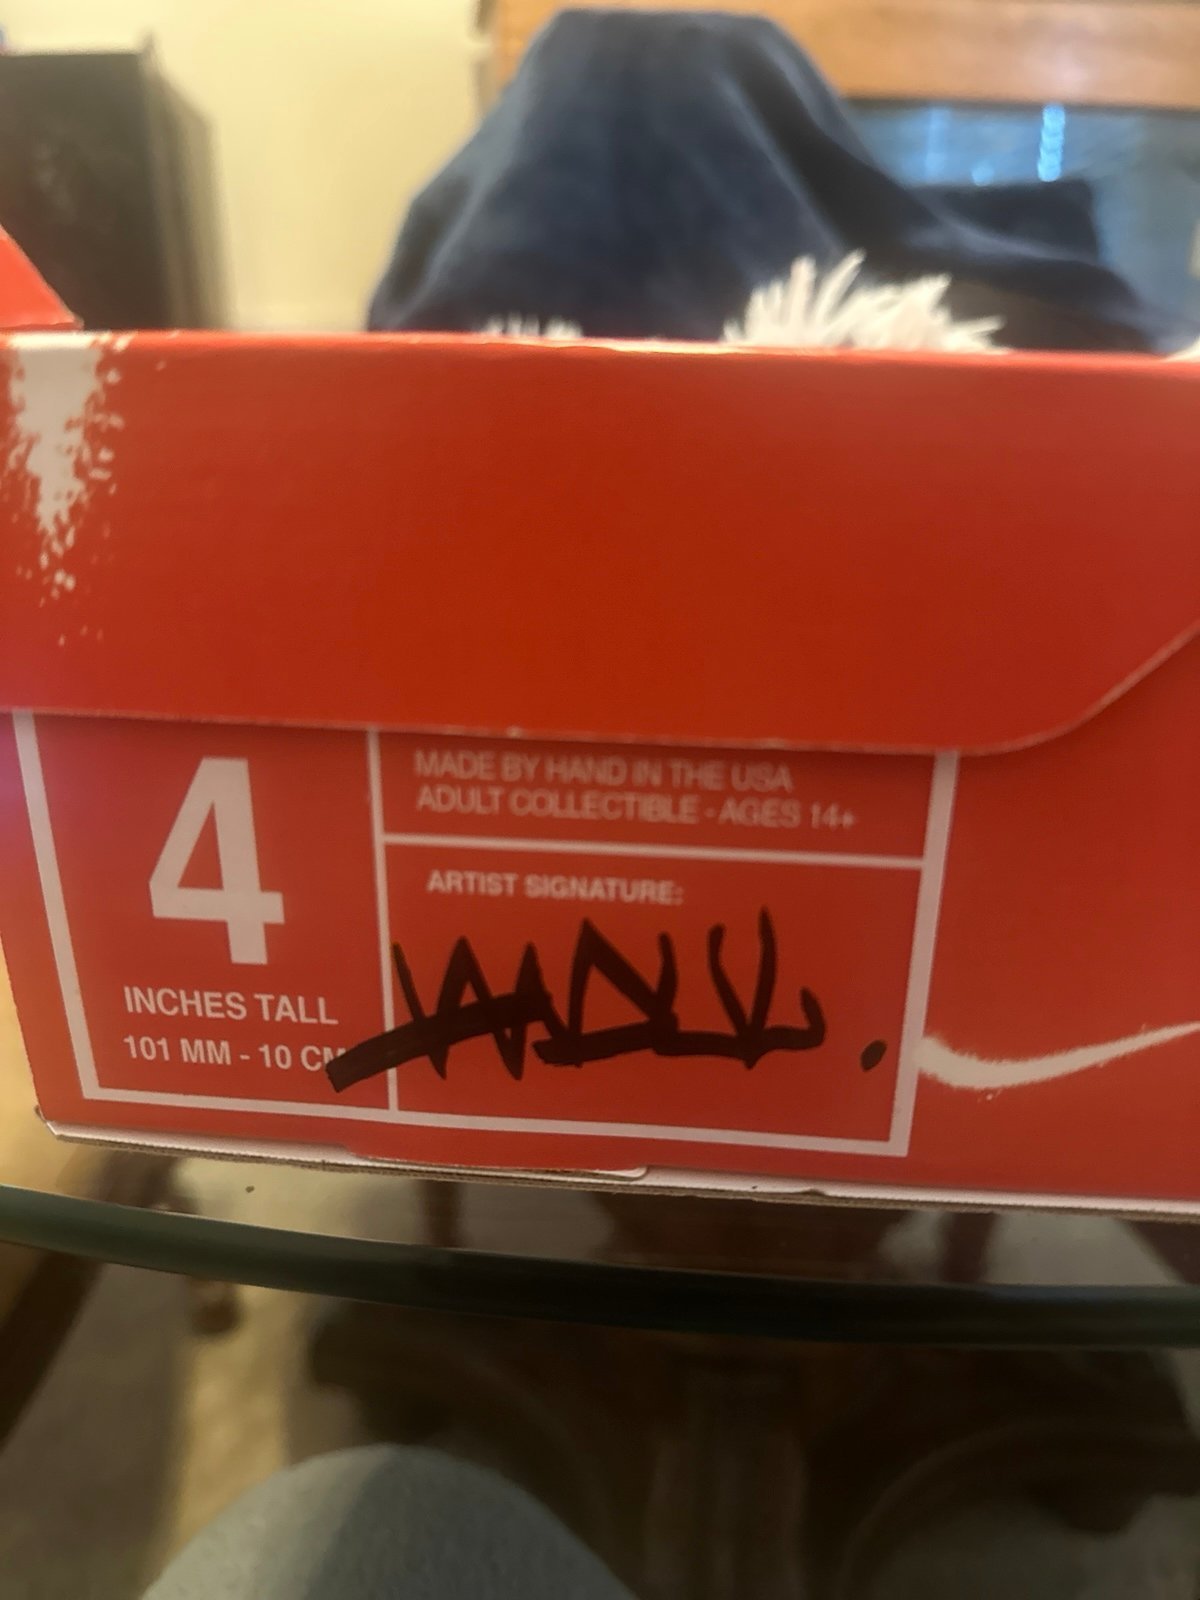 4
INCHES TALL
101 MM - 10 CM
MADE BY HAND IN THE USA
ADULT COLLECTIBLE - AGES 14+
ARTIST SIGNATURE: